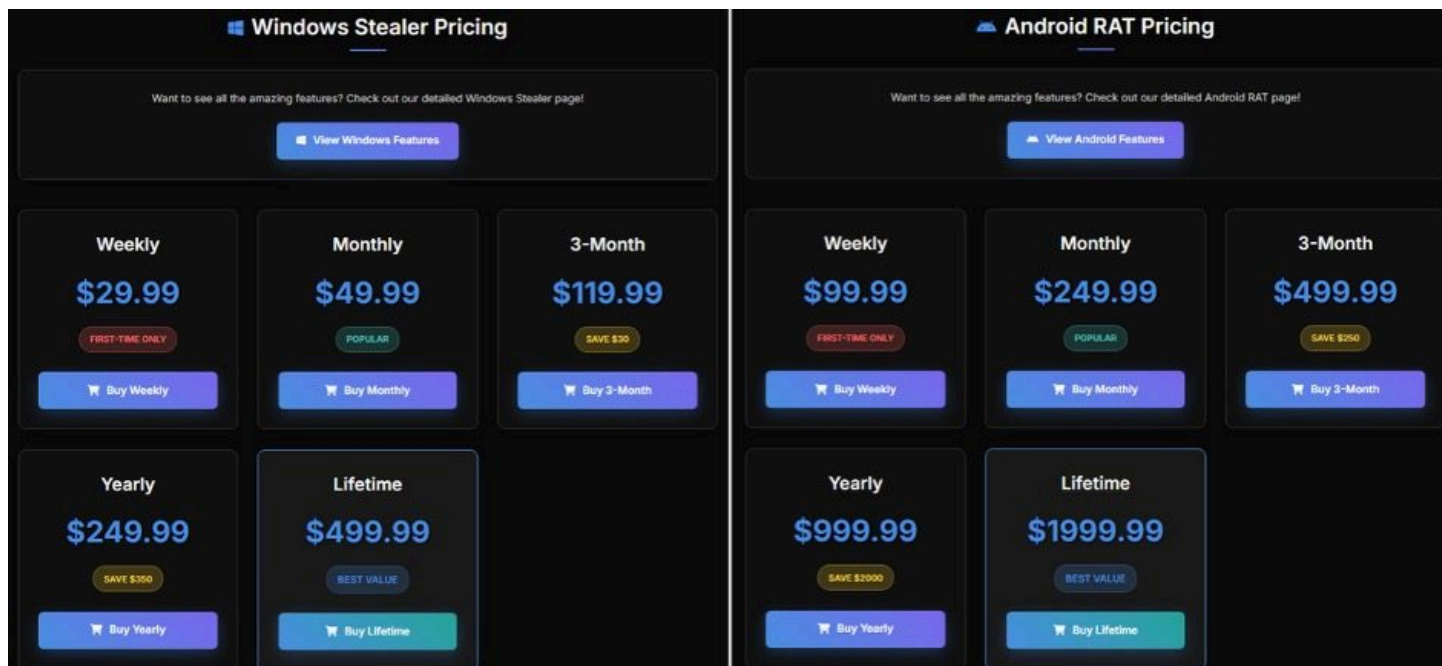 Windows Stealer Pricing
Want to see all the amazing features? Check out our detailed Windows Stealer page!
View Windows Features
Weekly
$29.99
FIRST-TIME ONLY
Buy Weekly
Monthly
$49.99
POPULAR
Buy Monthly
3-Month
$119.99
SAVE $30
Buy 3-Month
Yearly
$249.99
SAVE $350
Buy Yearly
Lifetime
$499.99
BEST VALUE
Buy Lifetime
Android RAT Pricing
Want to see all the amazing features? Check out our detailed Android RAT page!
View Android Features
Weekly
$99.99
FIRST-TIME ONLY
Buy Weekly
Monthly
$249.99
POPULAR
Buy Monthly
3-Month
$499.99
SAVE $250
Buy 3-Month
Yearly
$999.99
SAVE $2000
Buy Yearly
Lifetime
$1999.99
BEST VALUE
Buy Lifetime